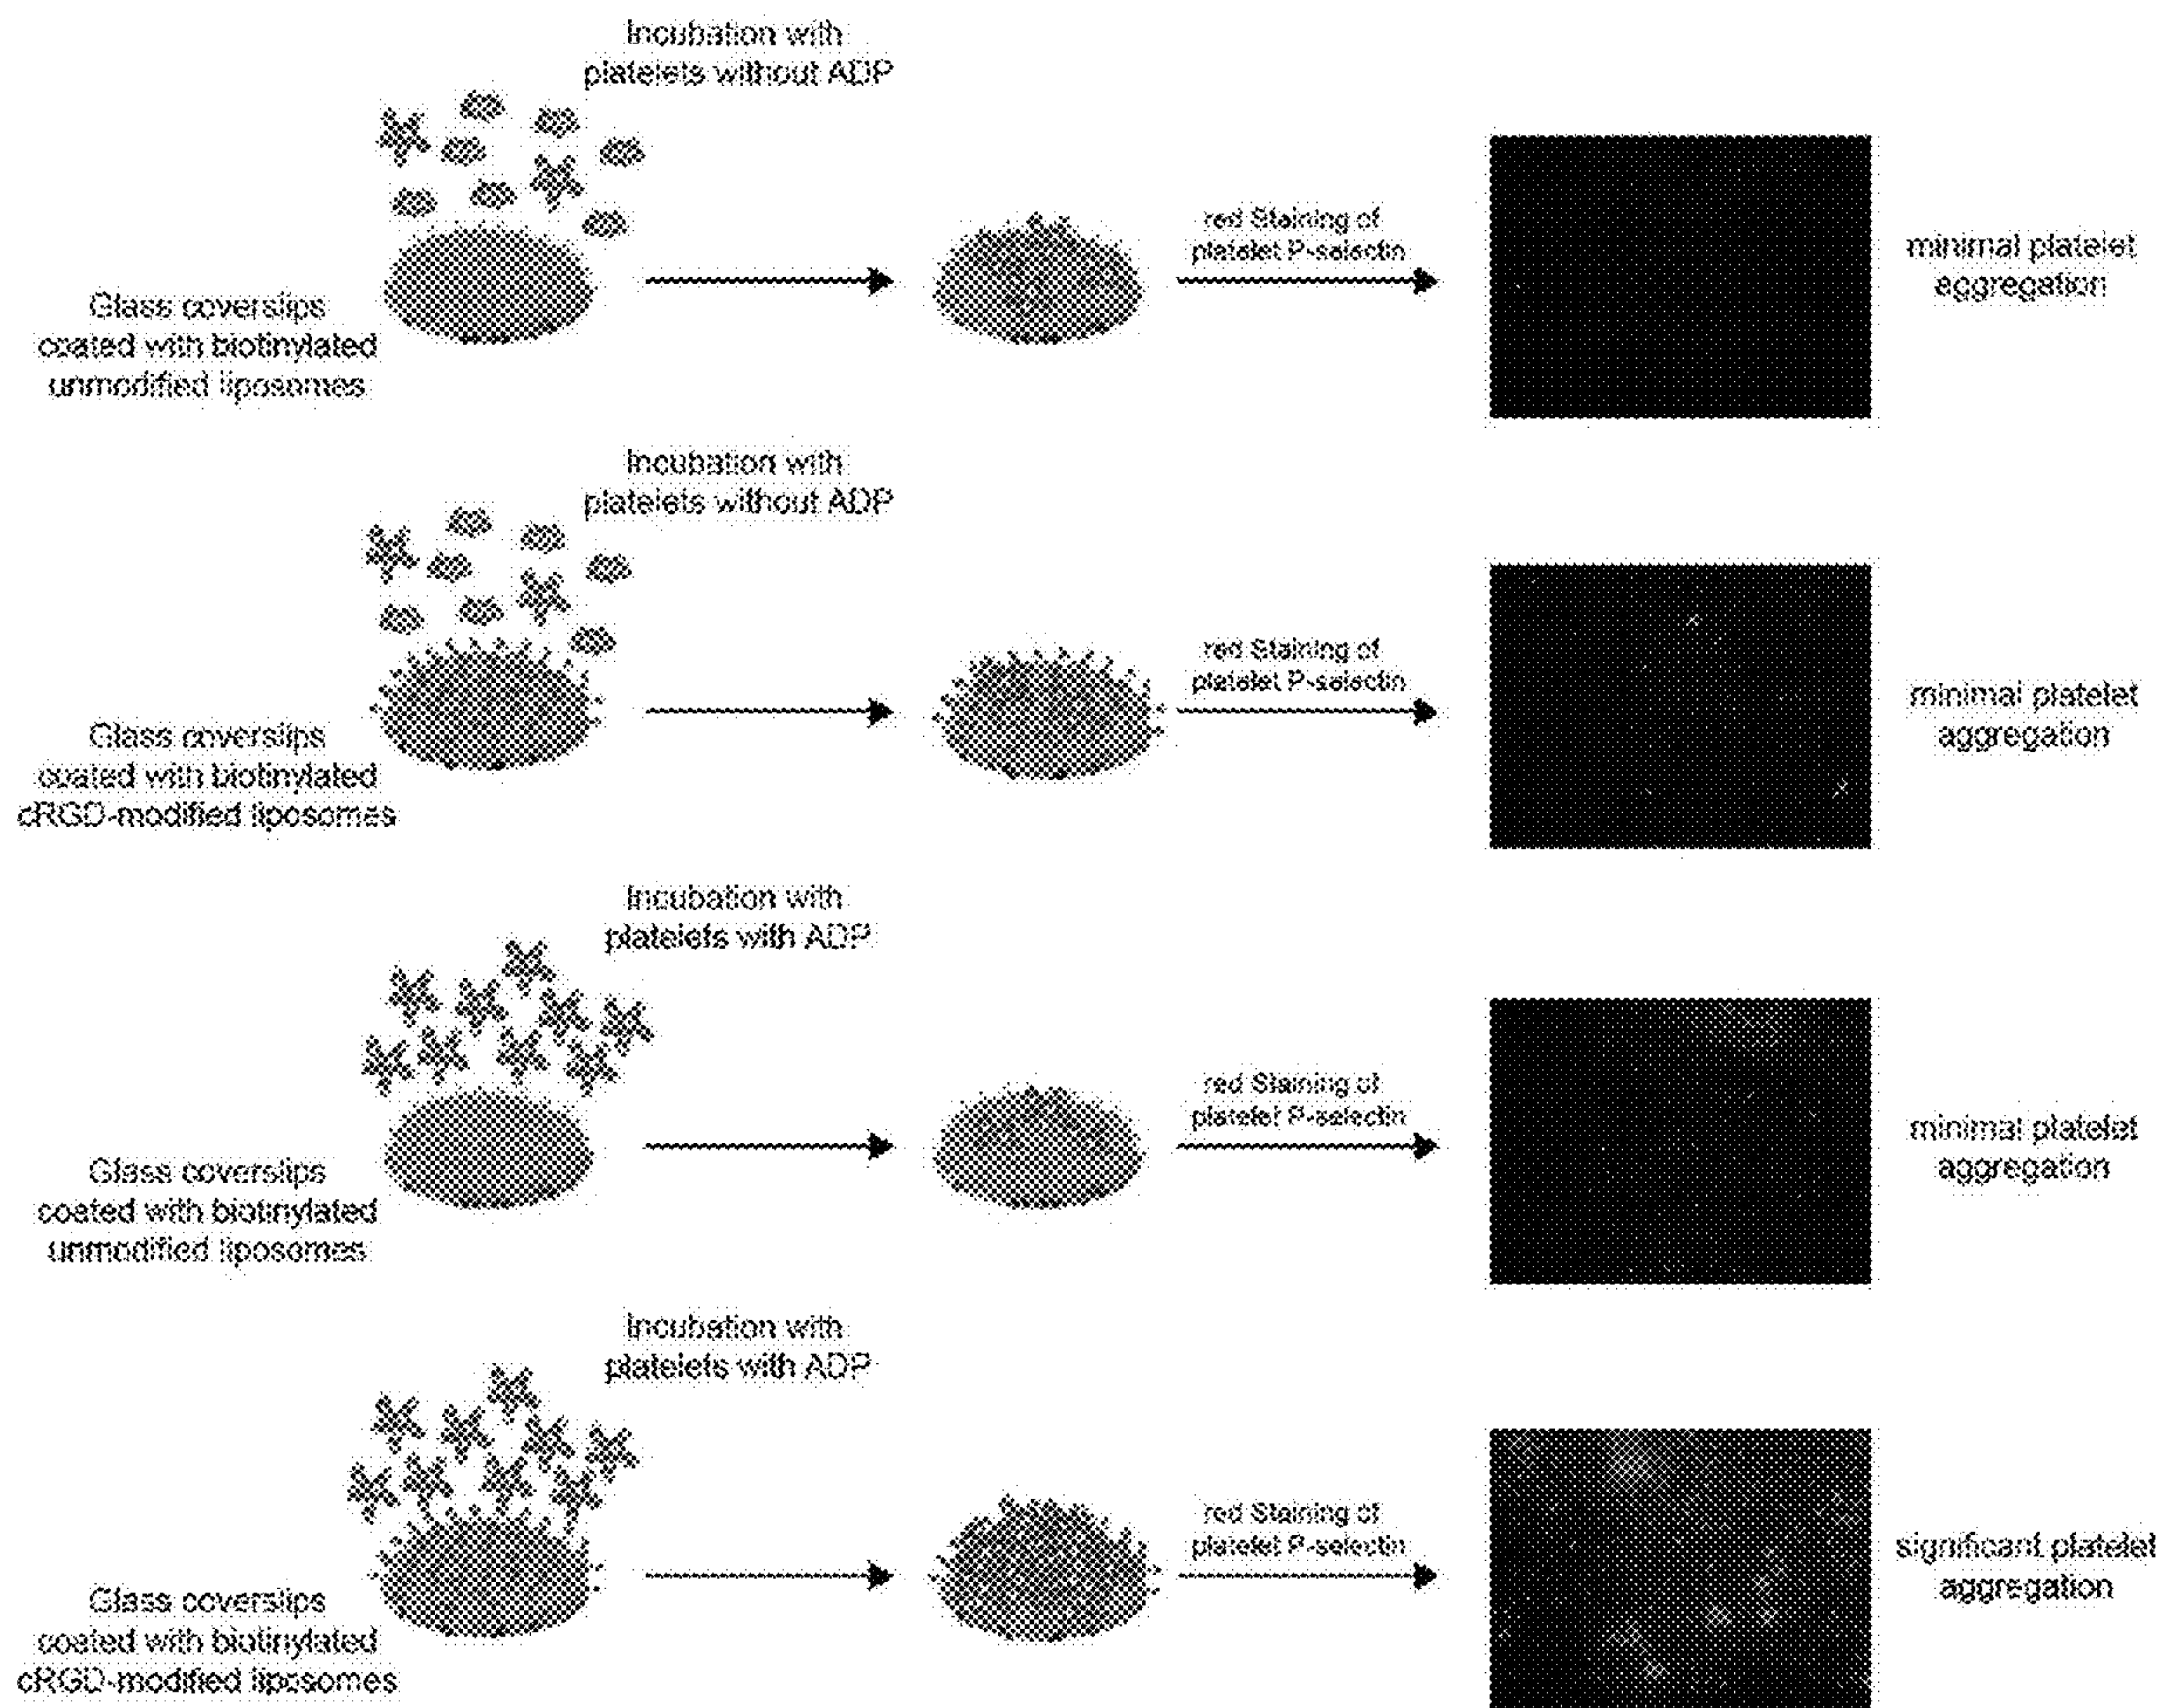 Incubation with
platelets without ADP
Glass coverslips
coated with biotinylated
unmodified liposomes
red Staining of
platelet P-selectin
minimal platelet
aggregation
Incubation with
platelets without ADP
Glass coverslips
coated with biotinylated
cRGD-modified liposomes
red Staining of
platelet P-selectin
minimal platelet
aggregation
Incubation with
platelets with ADP
Glass coverslips
coated with biotinylated
unmodified liposomes
red Staining of
platelet P-selectin
minimal platelet
aggregation
Incubation with
platelets with ADP
Glass coverslips
coated with biotinylated
cRGD-modified liposomes
red Staining of
platelet P-selectin
significant platelet
aggregation